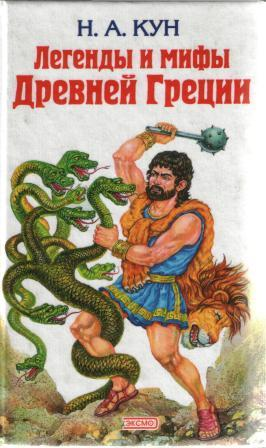 Н. А. КУН
Легенды и мифы
Древней Греции
ЭКСМО